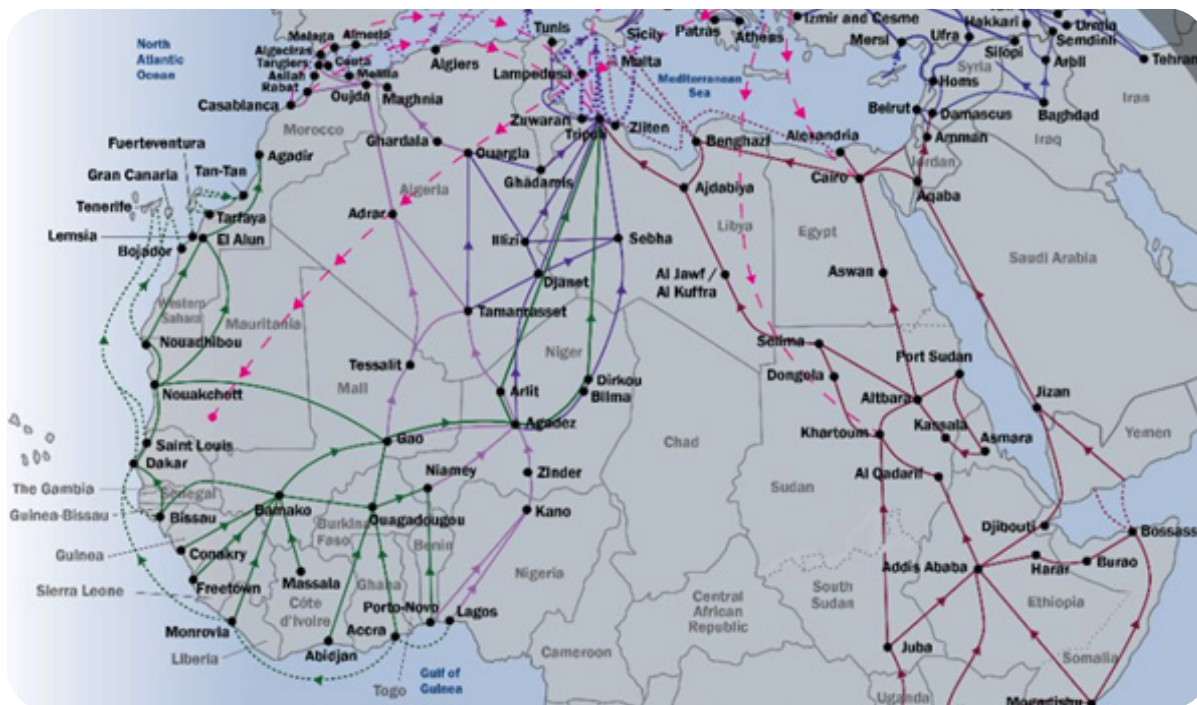 Izmir and Cesme
Hakkari
Urmia
Tunis
Sicily
Patras
Athens
Mersi
Urfa
Silopi
Semdinli
Malaga
Almeria
North
Atlantic
Ocean
Algeciras
Tangiers
Ceuta
Asilah
Melilla
Rabat
Algiers
Lampedusa
Malta
Mediterranean
Sea
Syria
Homs
Arbil
Tehran
Casablanca
Oujda
Maghnia
Iran
Beirut
Damascus
Baghdad
Zuwaran
Tripoli
Zliten
Morocco
Ghardala
Benghazi
Alexandria
Amman
Iraq
Fuerteventura
Agadir
Ouargla
Jordan
Gran Canaria
Tan-Tan
Ghadamis
Ajdabiya
Cairo
Aqaba
Algeria
Tenerife
Tarfaya
Adrar
Libya
Egypt
Lemsia
El Alun
Illizi
Sebha
Bojador
Saudi Arabia
Djanet
Al Jawf /
Al Kuffra
Aswan
Western
Sahara
Mauritania
Tamanrasset
Nouadhibou
Niger
Selima
Port Sudan
Tessalit
Mali
Dongola
Dirkou
Bilma
Nouakchott
Arlit
Altbara
Jizan
Agadez
Kassala
Saint Louis
Gao
Khartoum
Asmara
Yemen
Chad
Dakar
Niamey
Zinder
Al Qadarif
The Gambia
Senegal
Sudan
Guinea-Bissau
Bissau
Bamako
Burkina
Faso
Ouagadougou
Kano
Djibouti
Bossass
Guinea
Conakry
Benin
Nigeria
Addis Ababa
Harar
Burao
Freetown
Massala
Ghana
Sierra Leone
Côte
d'Ivoire
Porto-Novo
Lagos
Central
African
Republic
South
Sudan
Ethiopia
Monrovia
Accra
Liberia
Abidjan
Cameroon
Juba
Somalia
Togo
Gulf of
Guinea
Uganda
Mogadishu